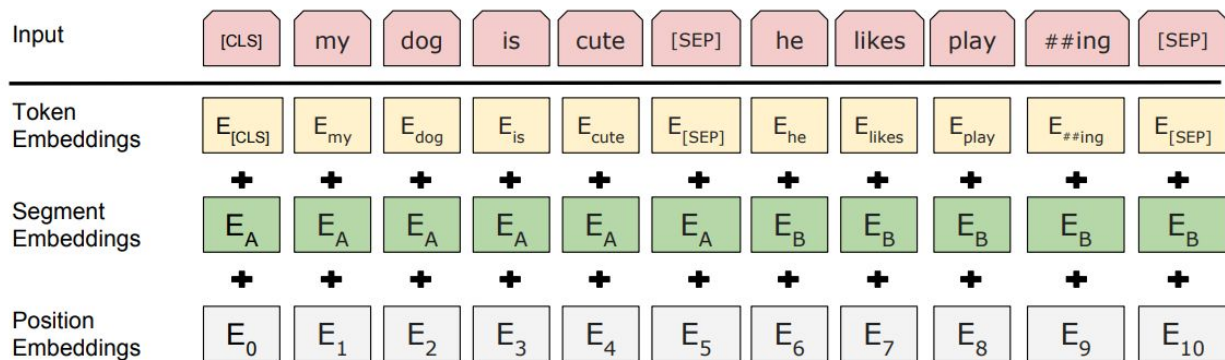 Input [CLS] my dog is cute [SEP] he likes play ##ing [SEP]
Token Embeddings E[CLS] Emy Edog Eis Ecute E[SEP] Ehe Elikes Eplay E##ing E[SEP]
+ + + + + + + + + + +
Segment Embeddings EA EA EA EA EA EA EB EB EB EB EB
+ + + + + + + + + + +
Position Embeddings E0 E1 E2 E3 E4 E5 E6 E7 E8 E9 E10